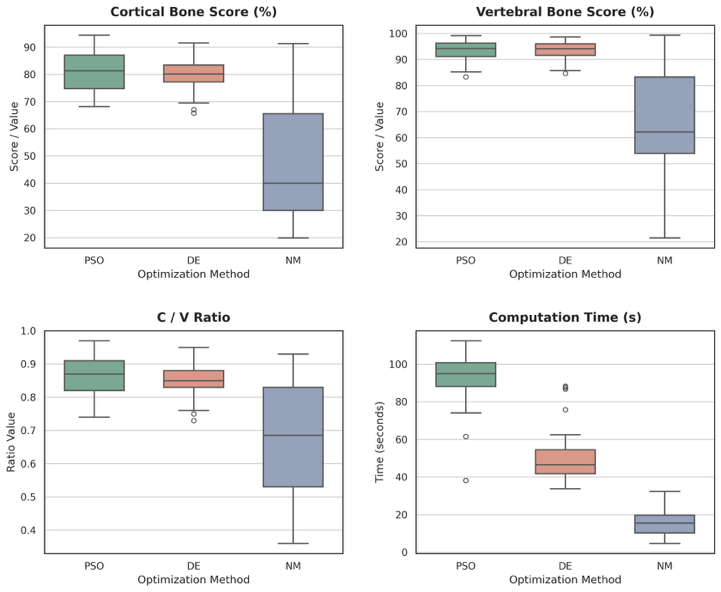 Cortical Bone Score (%)
Score / Value
90
80
70
60
50
40
30
20
PSO DE NM
Optimization Method
Vertebral Bone Score (%)
Score / Value
100
90
80
70
60
50
40
30
20
PSO DE NM
Optimization Method
C / V Ratio
Ratio Value
1.0
0.9
0.8
0.7
0.6
0.5
0.4
PSO DE NM
Optimization Method
Computation Time (s)
Time (seconds)
100
80
60
40
20
0
PSO DE NM
Optimization Method